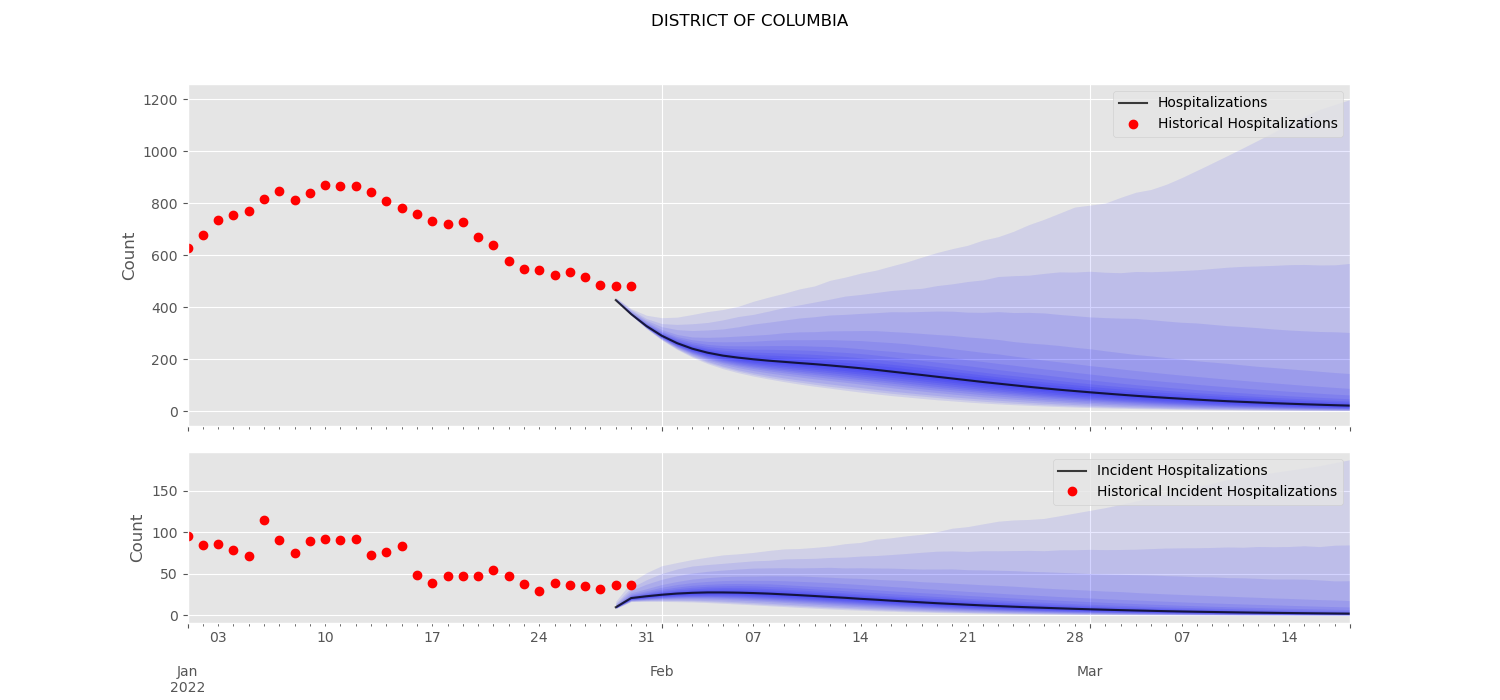 DISTRICT OF COLUMBIA
1200
1000
800
600
400
200
0
Count
Hospitalizations
Historical Hospitalizations
150
100
50
0
Count
Incident Hospitalizations
Historical Incident Hospitalizations
03 10 17 24 31 07 14 21 28 07 14
Jan Feb Mar
2022